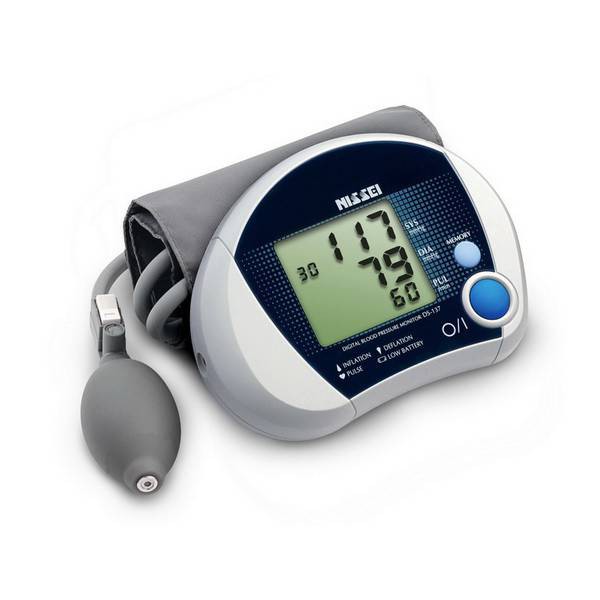 NISSEI
117 SYS mmHg
30 79 DIA mmHg
60 PUL /min
MEMORY
DIGITAL BLOOD PRESSURE MONITOR DS-137
INFLATION DEFLATION
PULSE LOW BATTERY
O/I